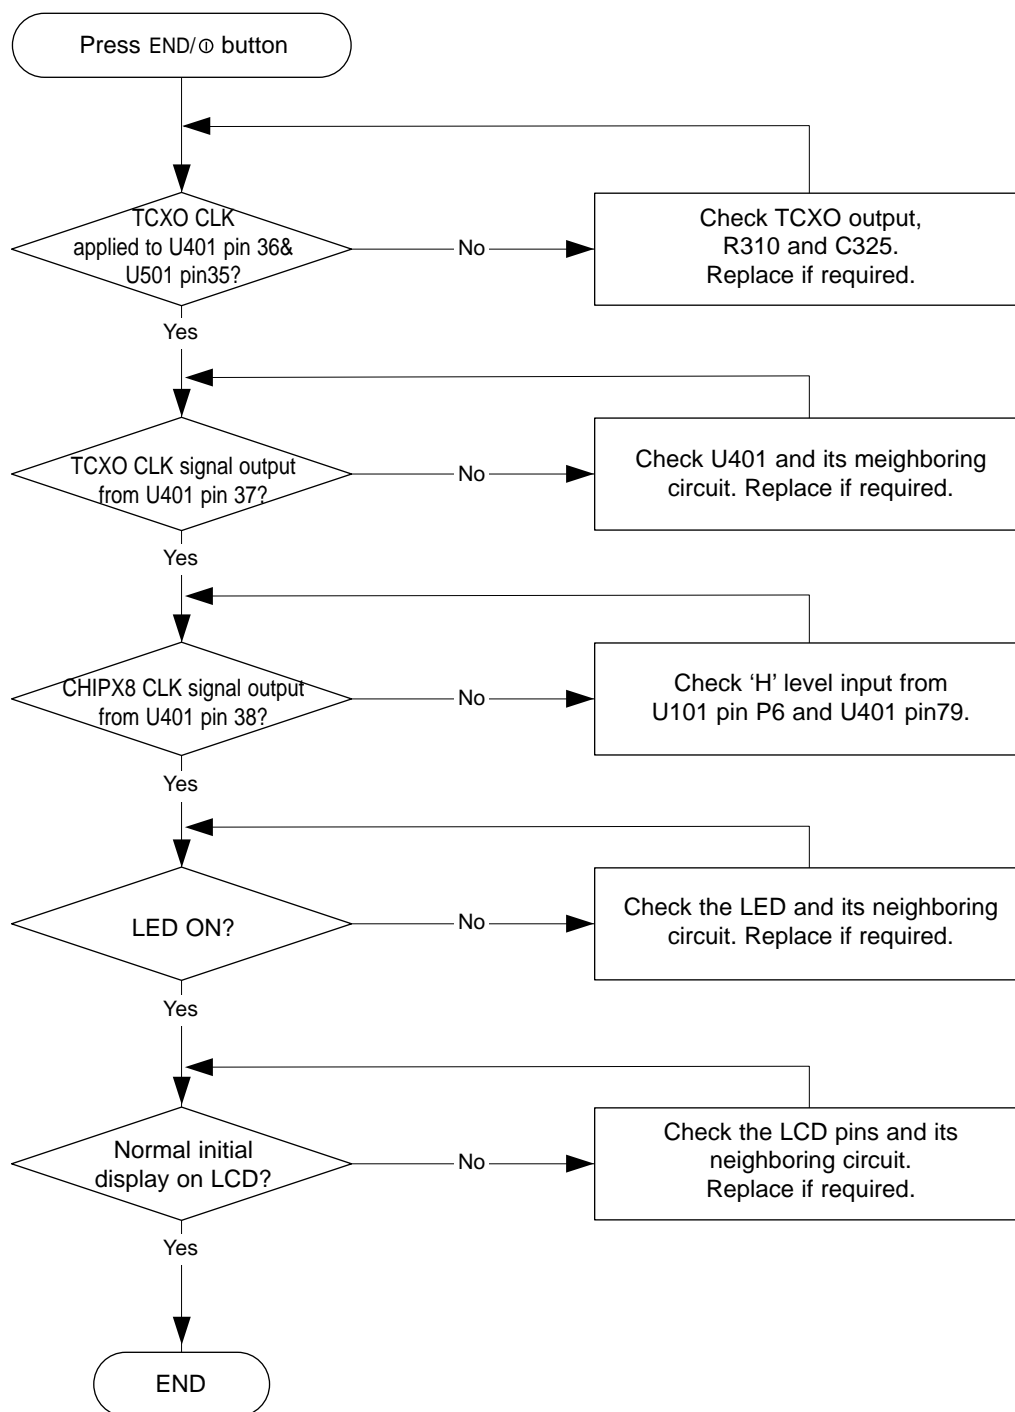 Press END/⏼ button
TCXO CLK
applied to U401 pin 36&
U501 pin35?
No
Check TCXO output,
R310 and C325.
Replace if required.
Yes
TCXO CLK signal output
from U401 pin 37?
No
Check U401 and its meighboring
circuit. Replace if required.
Yes
CHIPX8 CLK signal output
from U401 pin 38?
No
Check ‘H’ level input from
U101 pin P6 and U401 pin79.
Yes
LED ON?
No
Check the LED and its neighboring
circuit. Replace if required.
Yes
Normal initial
display on LCD?
No
Check the LCD pins and its
neighboring circuit.
Replace if required.
Yes
END